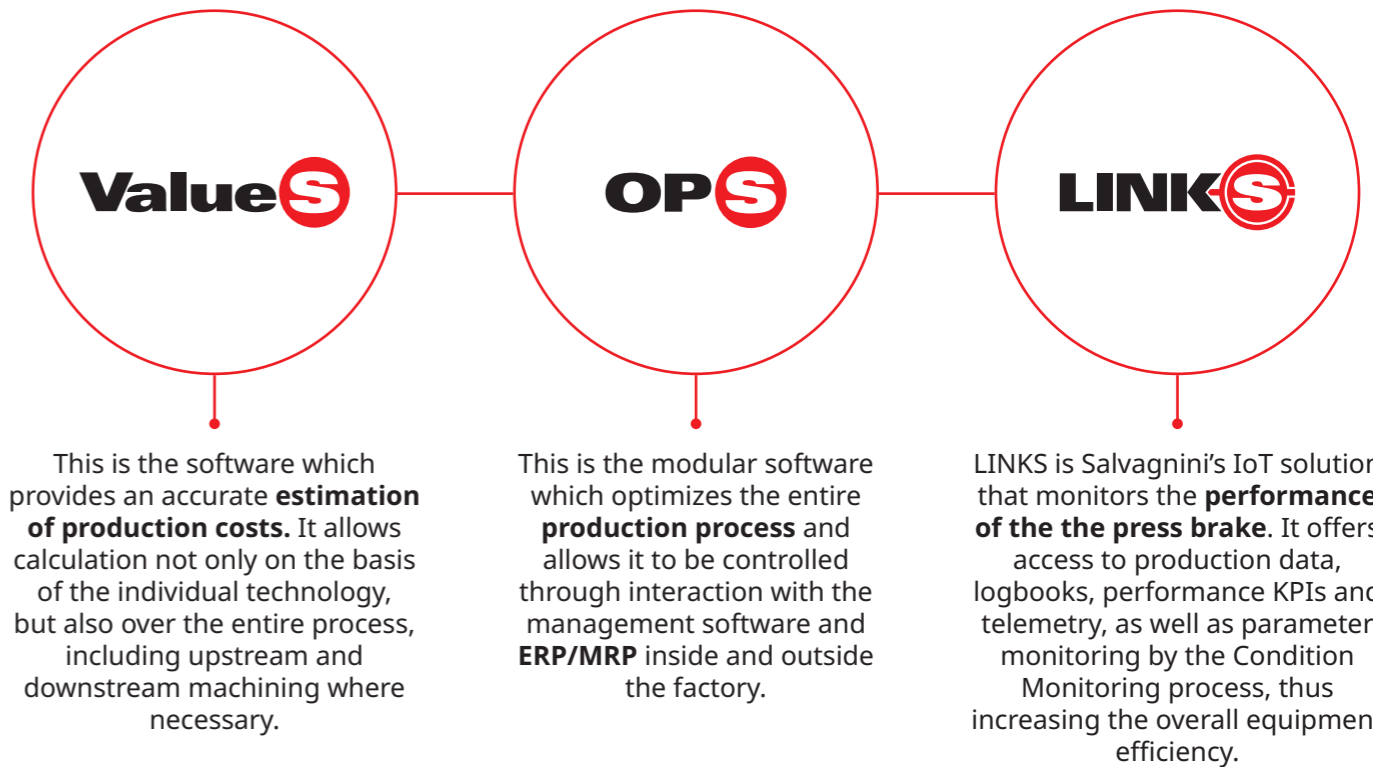 ValueS
OPS
LINKS
This is the software which
provides an accurate estimation
of production costs. It allows
calculation not only on the basis
of the individual technology,
but also over the entire process,
including upstream and
downstream machining where
necessary.
This is the modular software
which optimizes the entire
production process and
allows it to be controlled
through interaction with the
management software and
ERP/MRP inside and outside
the factory.
LINKS is Salvagnini's IoT solution
that monitors the performance
of the the press brake. It offers
access to production data,
logbooks, performance KPIs and
telemetry, as well as parameter
monitoring by the Condition
Monitoring process, thus
increasing the overall equipmen
efficiency.